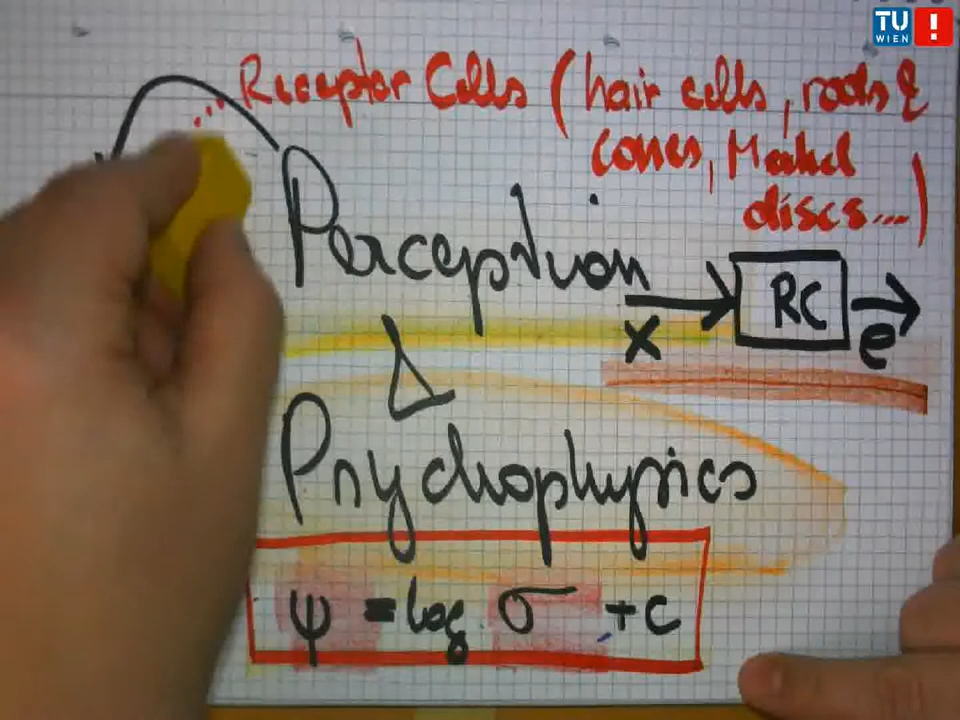 TU
WIEN
!
... Receptor Cells (hair cells, rods &
cones, Merkel
discs...)
Perception
x
RC
e
Δ
Psychophysics
ψ = log σ + c